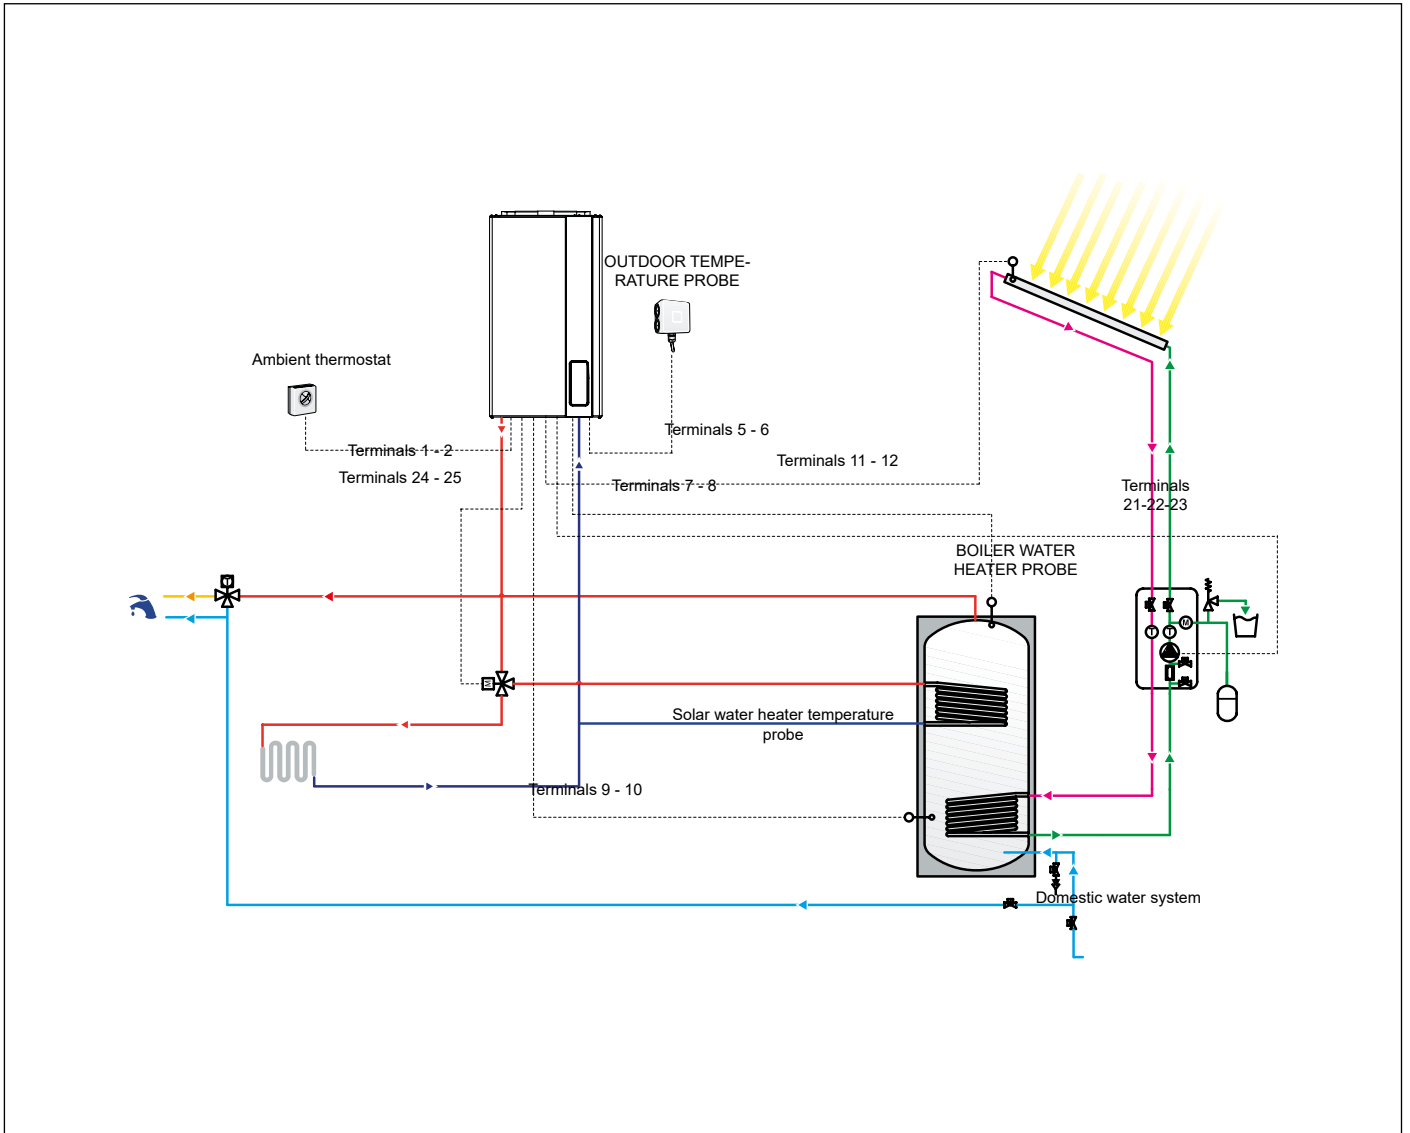 OUTDOOR TEMPE-
RATURE PROBE
Ambient thermostat
Terminals 5 - 6
Terminals 1 - 2
Terminals 11 - 12
Terminals 24 - 25
Terminals 7 - 8
Terminals
21-22-23
BOILER WATER
HEATER PROBE
T
M
T
T
M
Solar water heater temperature
probe
Terminals 9 - 10
Domestic water system